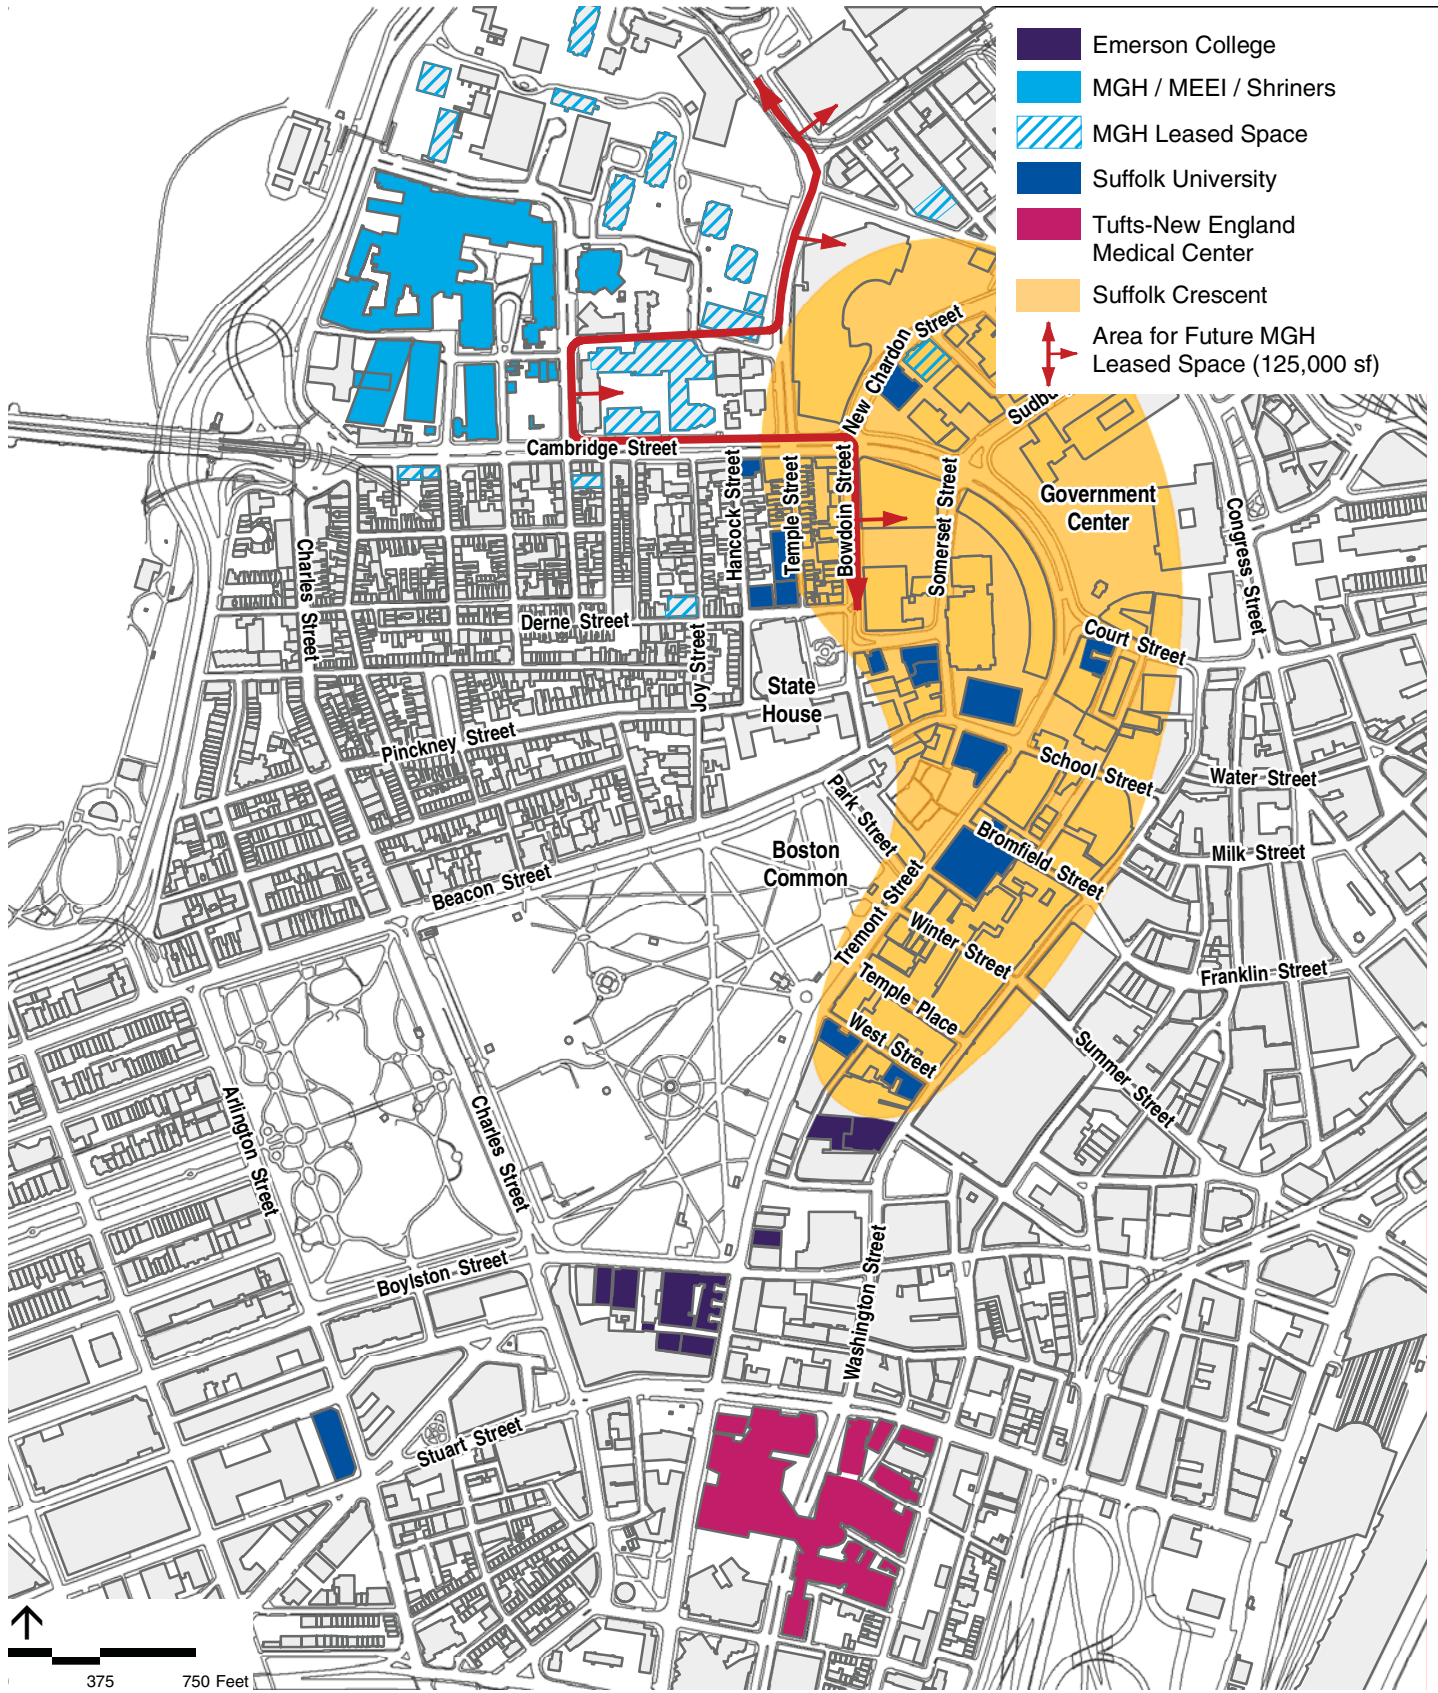 Emerson College
MGH / MEEI / Shriners
MGH Leased Space
Suffolk University
Tufts-New England
Medical Center
Suffolk Crescent
Area for Future MGH
Leased Space (125,000 sf)
New Chardon Street
Cambridge Street
Hancock Street
Temple Street
Bowdoin Street
Somerset Street
Government
Center
Congress Street
Charles Street
Derne Street
Joy Street
Court Street
State
House
Pinckney Street
School Street
Water Street
Park Street
Bromfield Street
Milk Street
Boston
Common
Beacon Street
Tremont Street
Winter Street
Franklin Street
Temple Place
West Street
Summer Street
Arlington Street
Charles Street
Boylston Street
Washington Street
Stuart Street
375
750 Feet